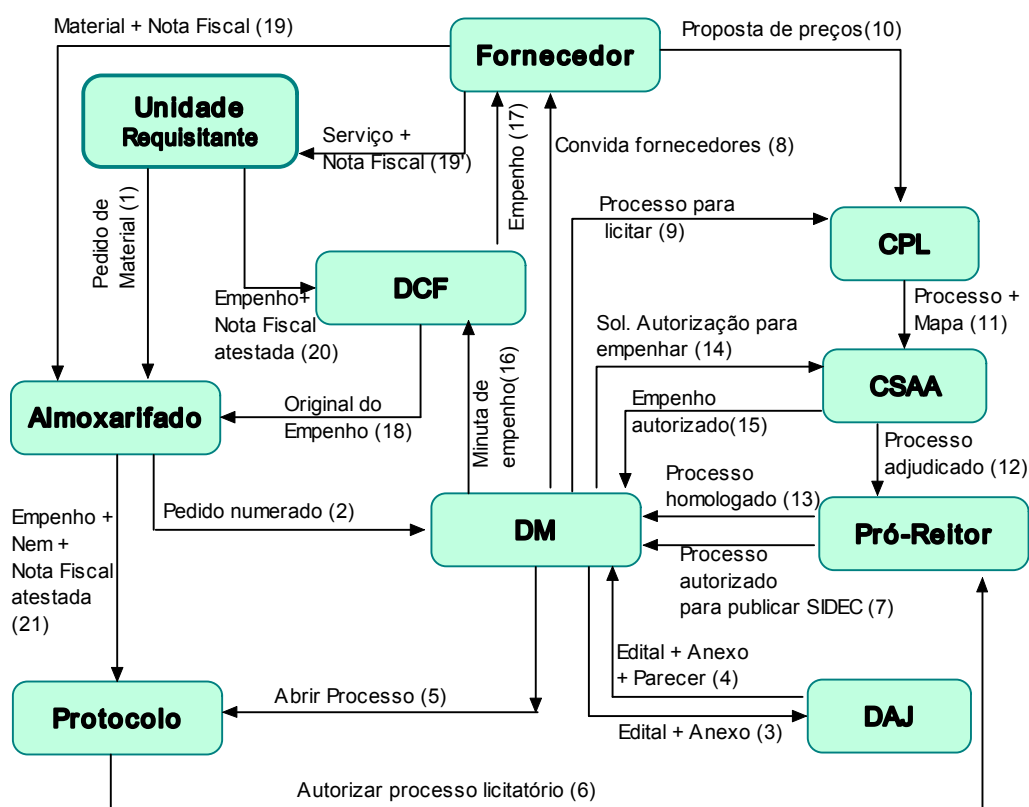 Material + Nota Fiscal (19)
Fornecedor
Proposta de preços(10)
Unidade
Requisitante
Serviço +
Nota Fiscal (19')
Empenho (17)
Convida fornecedores (8)
Pedido de
Material (1)
Processo para
licitar (9)
CPL
DCF
Empenho+
Nota Fiscal
atestada (20)
Processo +
Mapa (11)
Sol. Autorização para
empenhar (14)
CSAA
Almoxarifado
Original do
Empenho (18)
Minuta de
empenho(16)
Empenho
autorizado(15)
Processo
adjudicado (12)
Processo
homologado (13)
Empenho +
Nem +
Nota Fiscal
atestada
(21)
Pedido numerado (2)
DM
Pró-Reitor
Processo
autorizado
para publicar SIDEC (7)
Edital + Anexo
+ Parecer (4)
Protocolo
Abrir Processo (5)
DAJ
Edital + Anexo (3)
Autorizar processo licitatório (6)